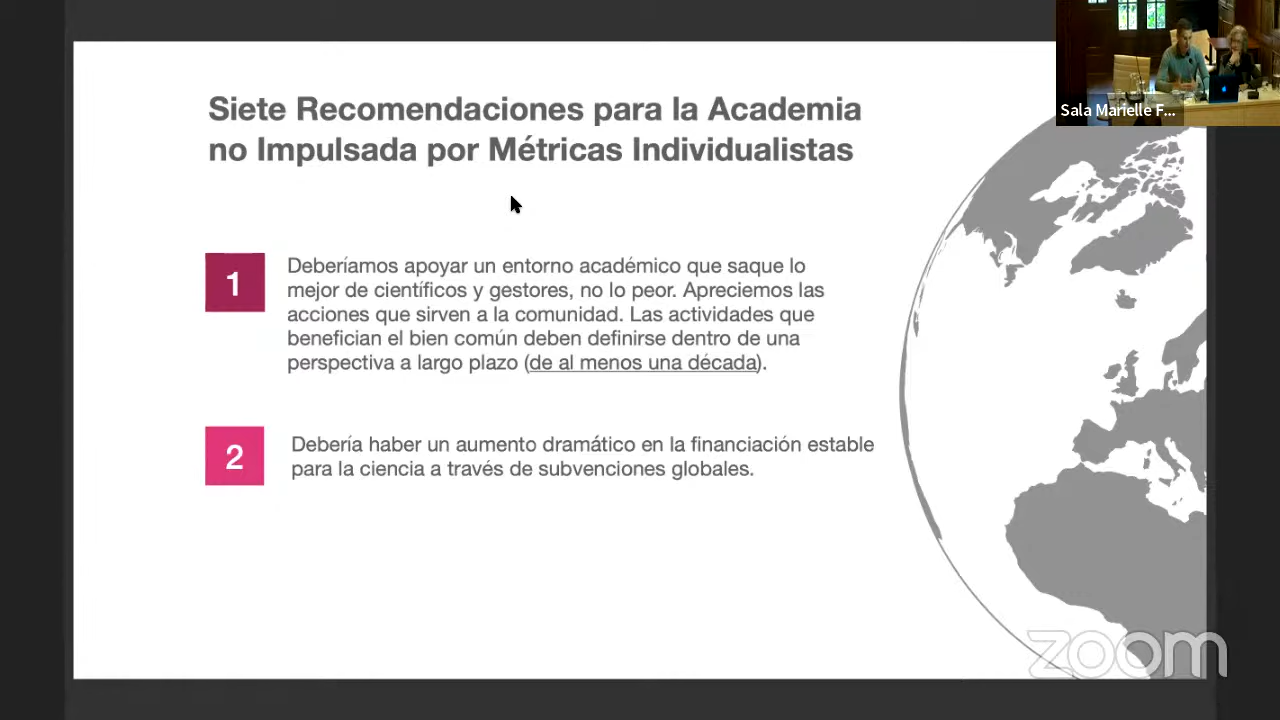 Siete Recomendaciones para la Academia
no Impulsada por Métricas Individualistas
Sala Marielle F...
1
Deberíamos apoyar un entorno académico que saque lo
mejor de científicos y gestores, no lo peor. Apreciemos las
acciones que sirven a la comunidad. Las actividades que
benefician el bien común deben definirse dentro de una
perspectiva a largo plazo (de al menos una década).
2
Debería haber un aumento dramático en la financiación estable
para la ciencia a través de subvenciones globales.
zoom